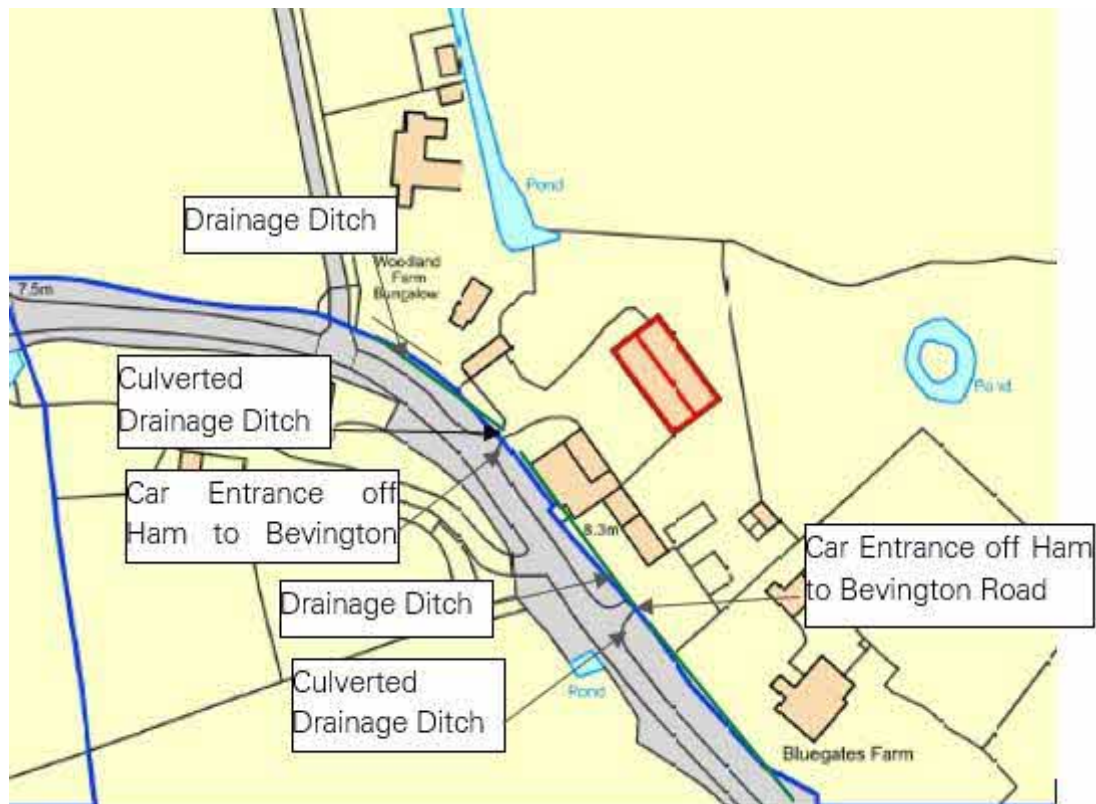 Pond
Drainage Ditch
Woodland
Farm
Bungalow
7.5m
Culverted
Drainage Ditch
Pond
Car Entrance off
Ham to Bevington
8.3m
Car Entrance off Ham
to Bevington Road
Drainage Ditch
Culverted
Drainage Ditch
Pond
Bluegates Farm